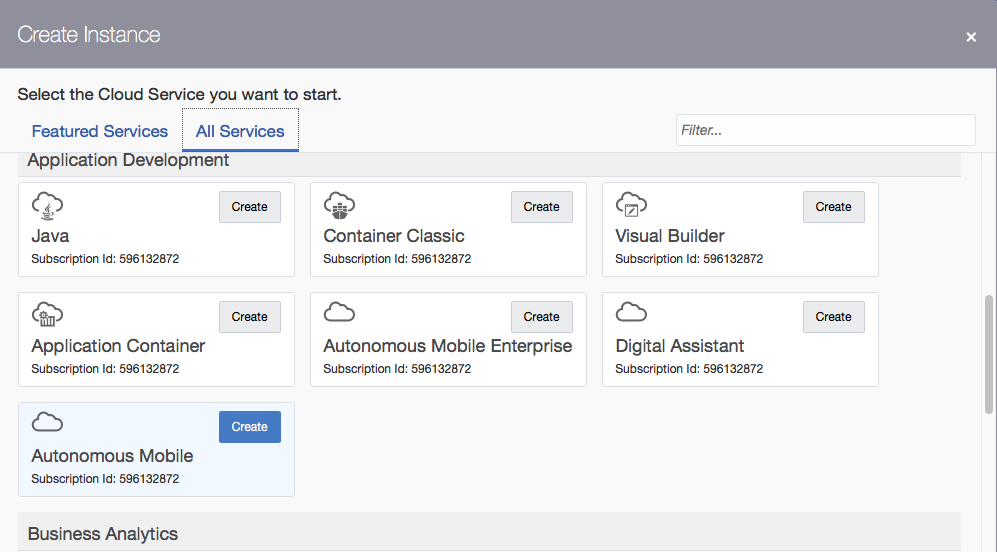 Create Instance
×
Select the Cloud Service you want to start.
Featured Services
All Services
Filter...
Application Development
Create
Java
Subscription Id: 596132872
Create
Container Classic
Subscription Id: 596132872
Create
Visual Builder
Subscription Id: 596132872
Create
Application Container
Subscription Id: 596132872
Create
Autonomous Mobile Enterprise
Subscription Id: 596132872
Create
Digital Assistant
Subscription Id: 596132872
Create
Autonomous Mobile
Subscription Id: 596132872
Business Analytics